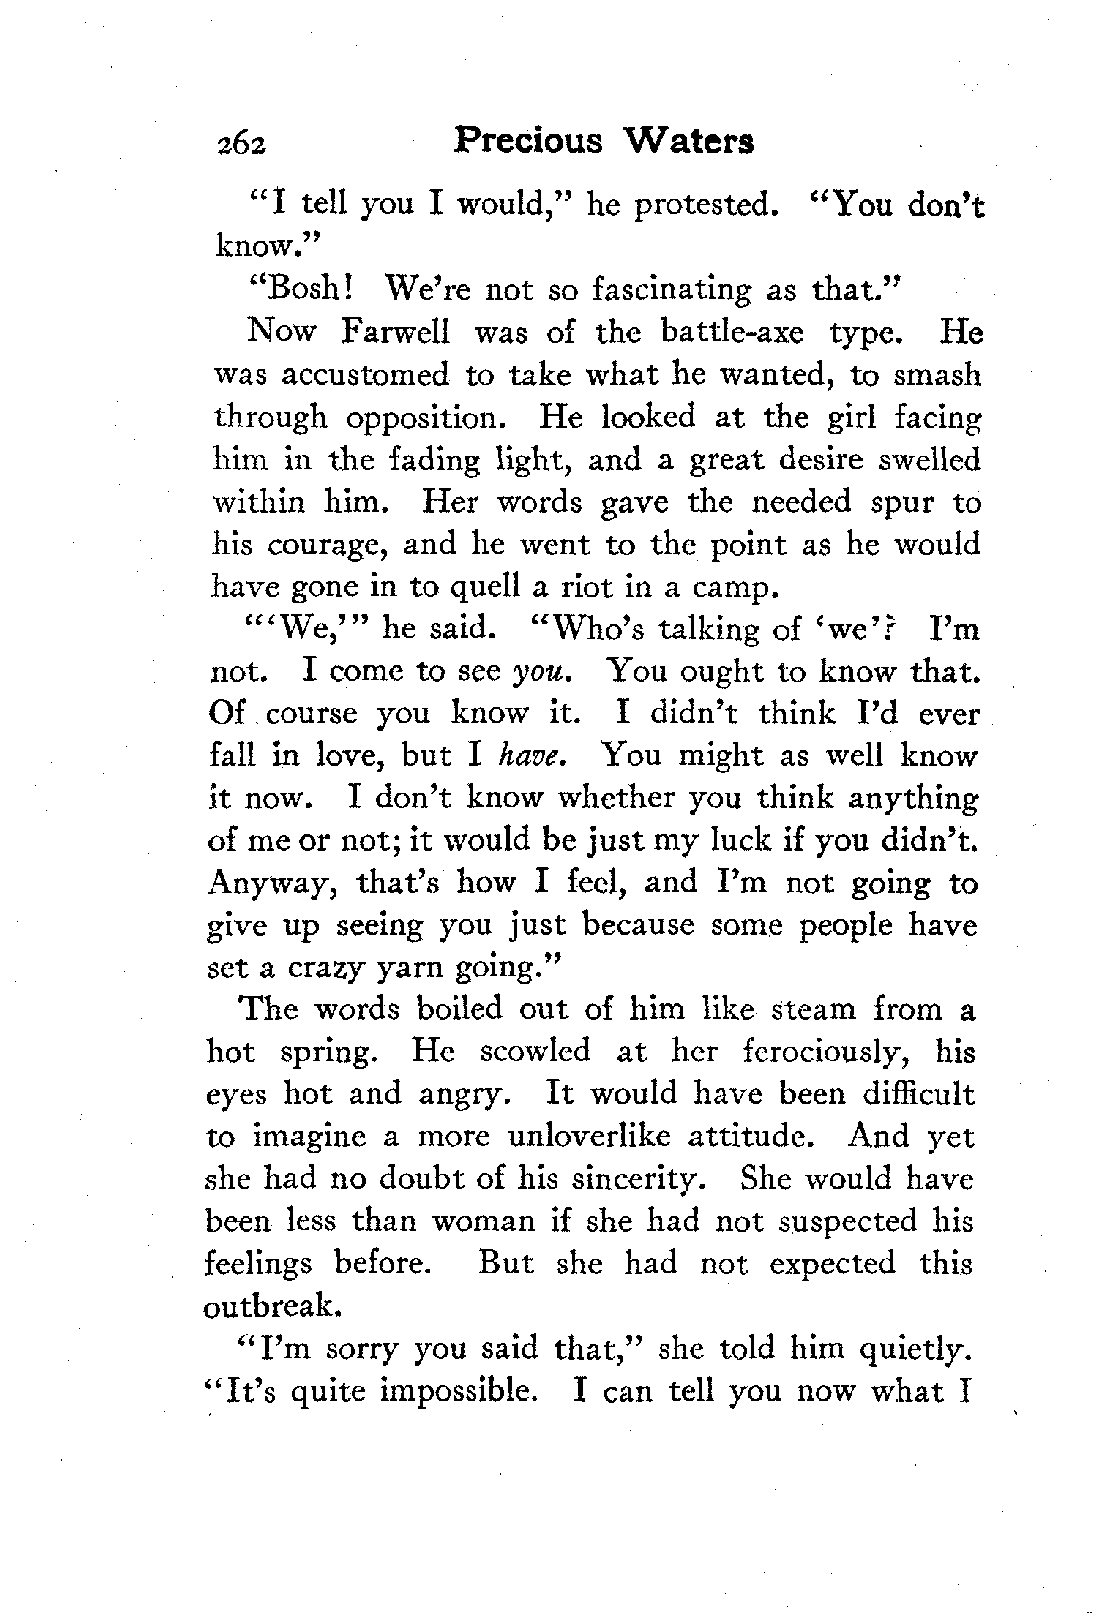 262 Precious Waters
“I tell you I would,” he protested. “You don’t
know.”
“Bosh! We’re not so fascinating as that.”
Now Farwell was of the battle-axe type. He
was accustomed to take what he wanted, to smash
through opposition. He looked at the girl facing
him in the fading light, and a great desire swelled
within him. Her words gave the needed spur to
his courage, and he went to the point as he would
have gone in to quell a riot in a camp.
“‘We,’” he said. “Who’s talking of ‘we’? I’m
not. I come to see you. You ought to know that.
Of course you know it. I didn’t think I’d ever
fall in love, but I have. You might as well know
it now. I don’t know whether you think anything
of me or not; it would be just my luck if you didn’t.
Anyway, that’s how I feel, and I’m not going to
give up seeing you just because some people have
set a crazy yarn going.”
The words boiled out of him like steam from a
hot spring. He scowled at her ferociously, his
eyes hot and angry. It would have been difficult
to imagine a more unloverlike attitude. And yet
she had no doubt of his sincerity. She would have
been less than woman if she had not suspected his
feelings before. But she had not expected this
outbreak.
“I’m sorry you said that,” she told him quietly.
“It’s quite impossible. I can tell you now what I